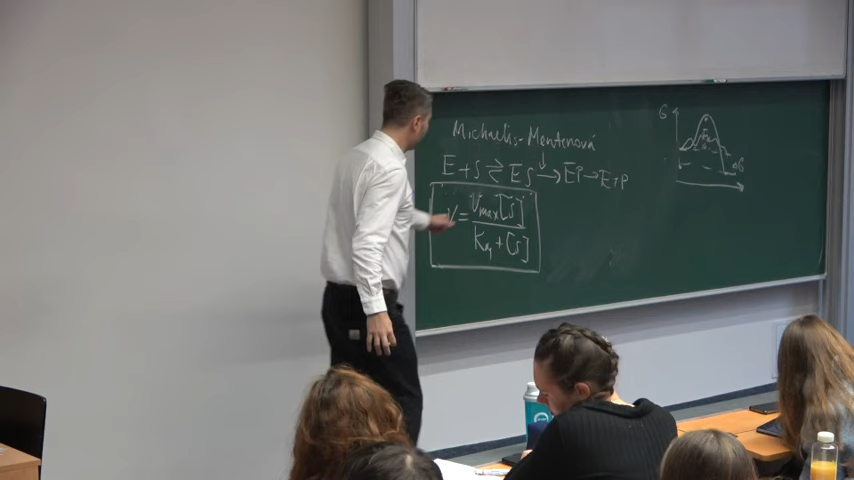 Michaelis-Mentenová
E + S ⇌ ES → EP → E+P
V = Vmax[S] / KM + [S]
G
ΔG